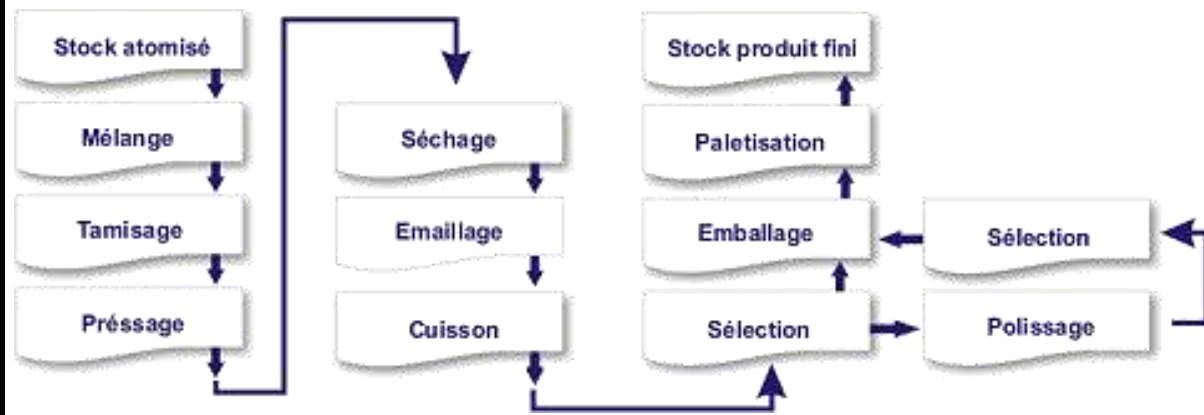 Stock atomisé
Mélange
Tamisage
Préssage
Séchage
Emaillage
Cuisson
Stock produit fini
Paletisation
Emballage
Sélection
Sélection
Polissage